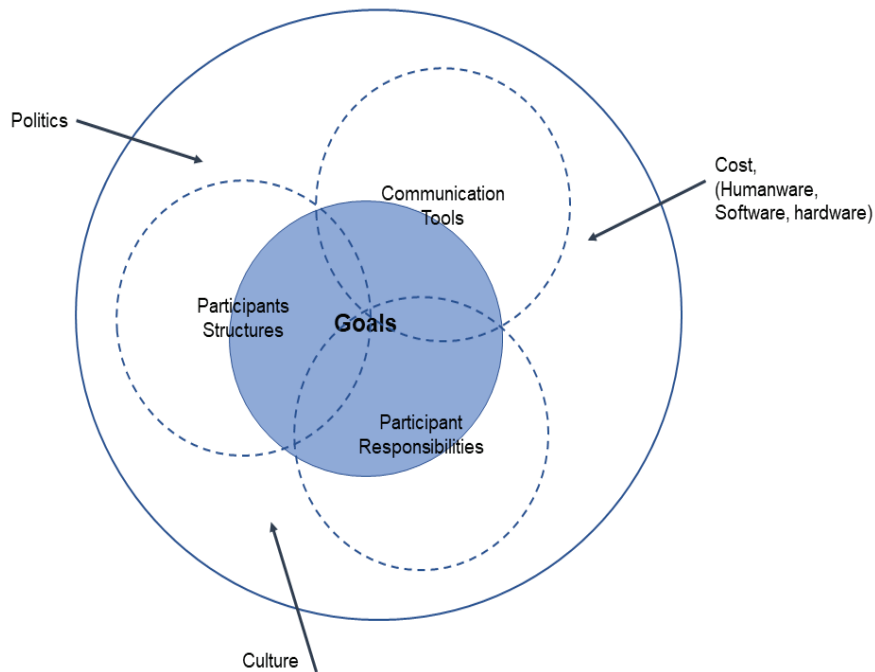 Politics
Communication
Tools
Cost,
(Humanware,
Software, hardware)
Participants
Structures
Goals
Participant
Responsibilities
Culture